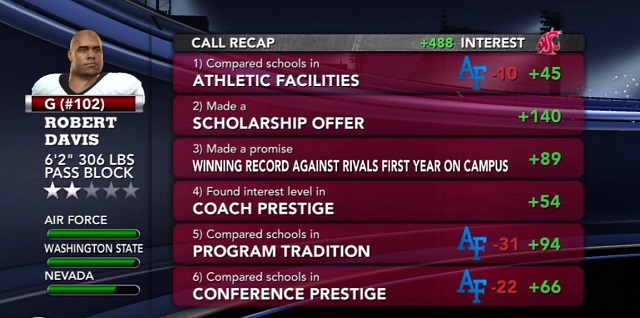 CALL RECAP +488 INTEREST
G (#102)
ROBERT
DAVIS
6'2" 306 LBS
PASS BLOCK
AIR FORCE
WASHINGTON STATE
NEVADA
1) Compared schools in
ATHLETIC FACILITIES AF -10 +45
2) Made a
SCHOLARSHIP OFFER +140
3) Made a promise
WINNING RECORD AGAINST RIVALS FIRST YEAR ON CAMPUS +89
4) Found interest level in
COACH PRESTIGE +54
5) Compared schools in
PROGRAM TRADITION AF -31 +94
6) Compared schools in
CONFERENCE PRESTIGE AF -22 +66